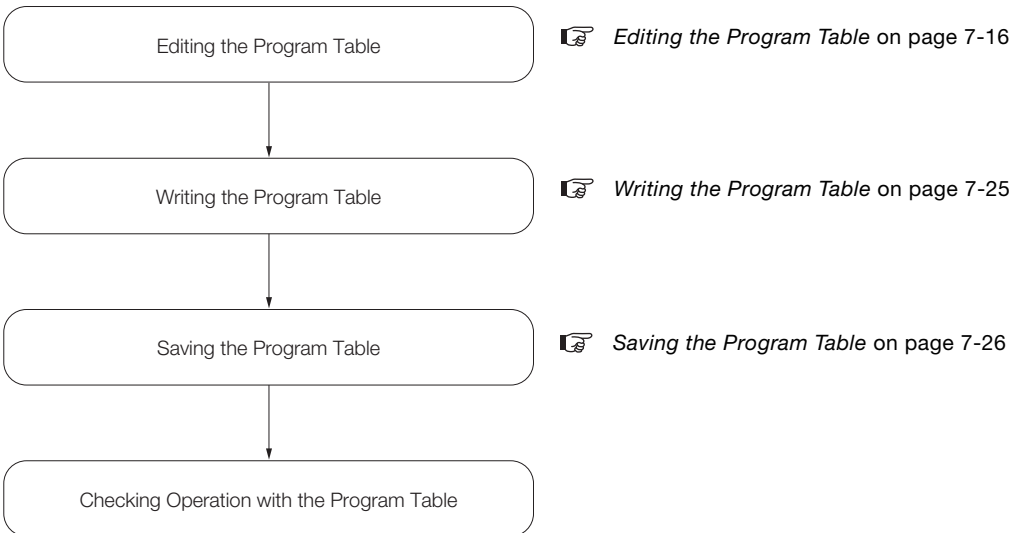 Editing the Program Table
Editing the Program Table on page 7-16
Writing the Program Table
Writing the Program Table on page 7-25
Saving the Program Table
Saving the Program Table on page 7-26
Checking Operation with the Program Table